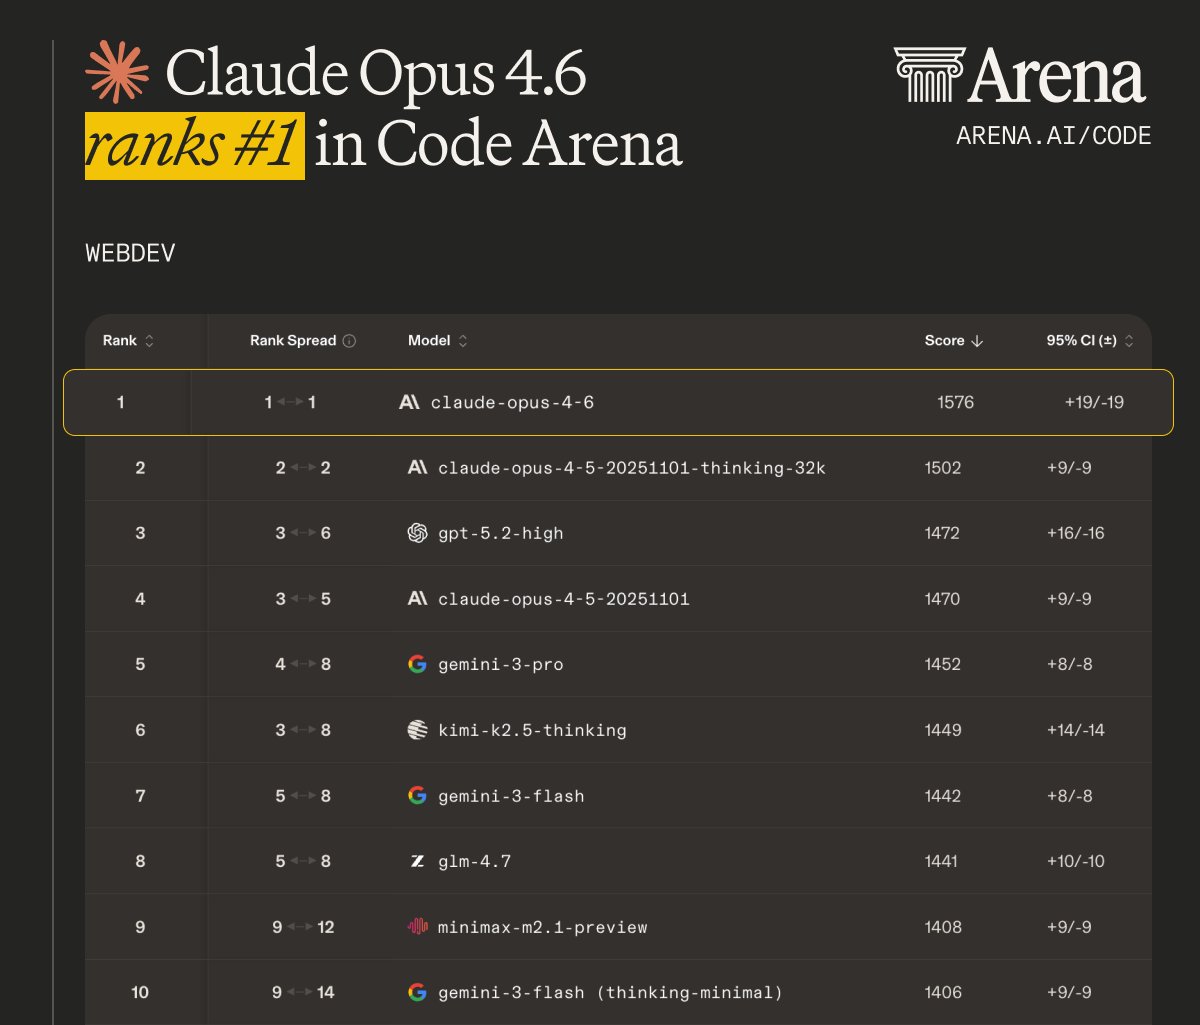 Claude Opus 4.6
ranks #1 in Code Arena
Arena
ARENA.AI/CODE
WEBDEV
Rank Rank Spread Model Score 95% CI (±)
1 1 1 claude-opus-4-6 1576 +19/-19
2 2 2 claude-opus-4-5-20251101-thinking-32k 1502 +9/-9
3 3 6 gpt-5.2-high 1472 +16/-16
4 3 5 claude-opus-4-5-20251101 1470 +9/-9
5 4 8 gemini-3-pro 1452 +8/-8
6 3 8 kimi-k2.5-thinking 1449 +14/-14
7 5 8 gemini-3-flash 1442 +8/-8
8 5 8 glm-4.7 1441 +10/-10
9 9 12 minimax-m2.1-preview 1408 +9/-9
10 9 14 gemini-3-flash (thinking-minimal) 1406 +9/-9